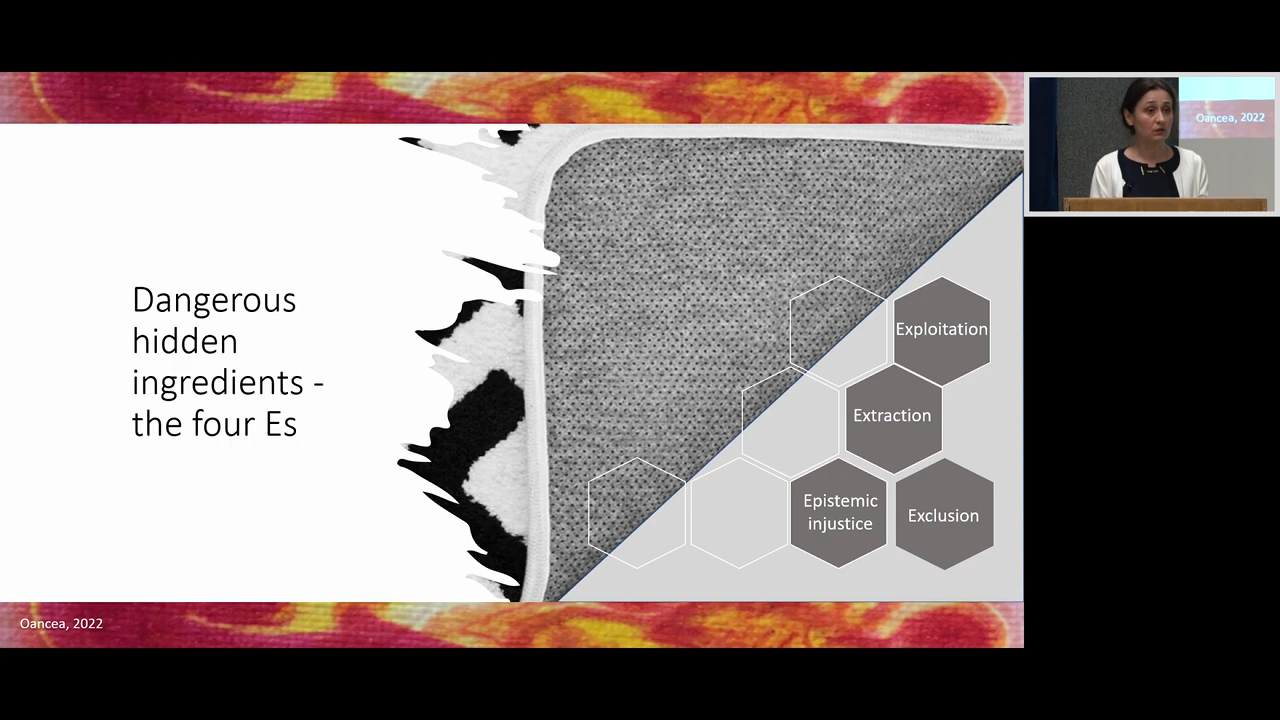 Dangerous
hidden
ingredients -
the four Es
Exploitation
Extraction
Epistemic
injustice
Exclusion
Oancea, 2022
Oancea, 2022